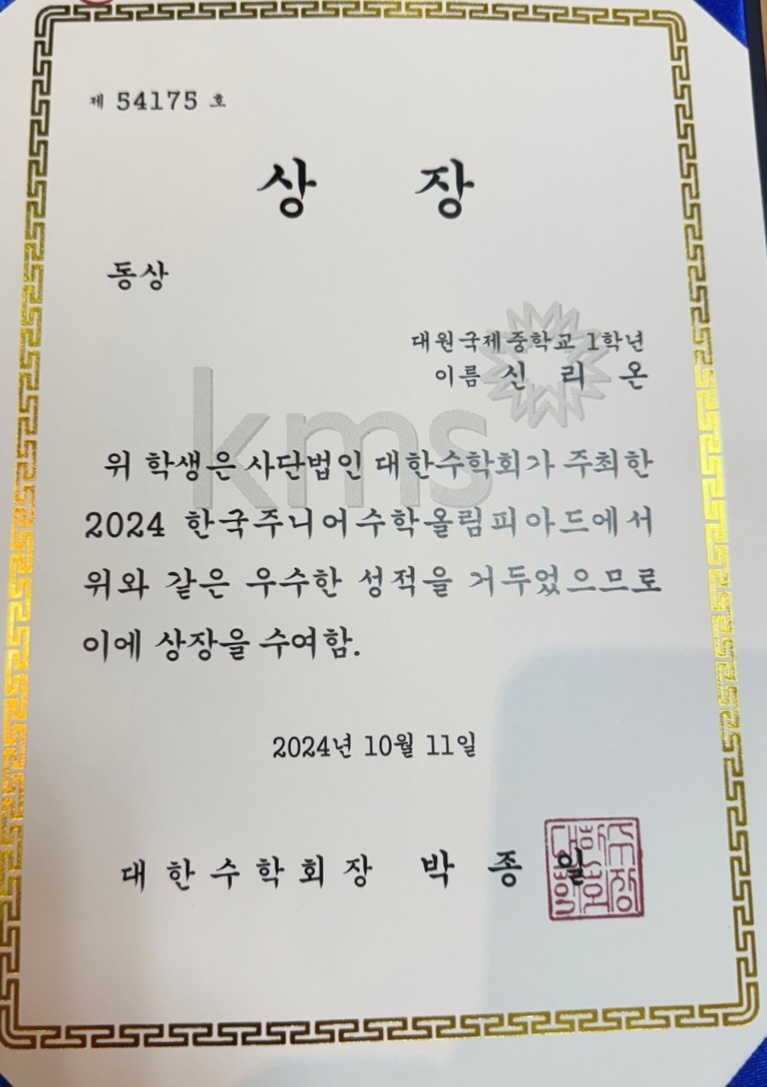 제 54175 호
상 장
동상
대원국제중학교 1학년
이름 신 리 온
kms
위 학생은 사단법인 대한수학회가 주최한
2024 한국주니어수학올림피아드에서
위와 같은 우수한 성적을 거두었으므로
이에 상장을 수여함.
2024년 10월 11일
대 한 수 학 회 장 박 종 일